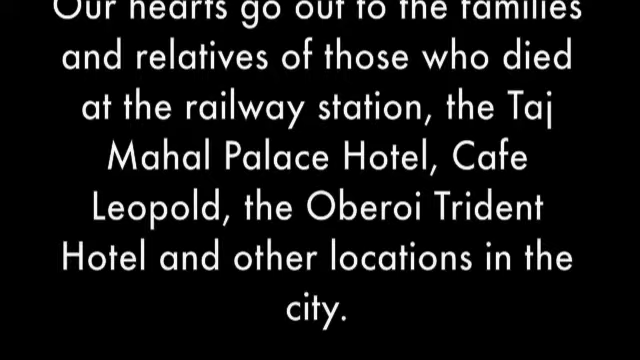 Our hearts go out to the families
and relatives of those who died
at the railway station, the Taj
Mahal Palace Hotel, Cafe
Leopold, the Oberoi Trident
Hotel and other locations in the
city.